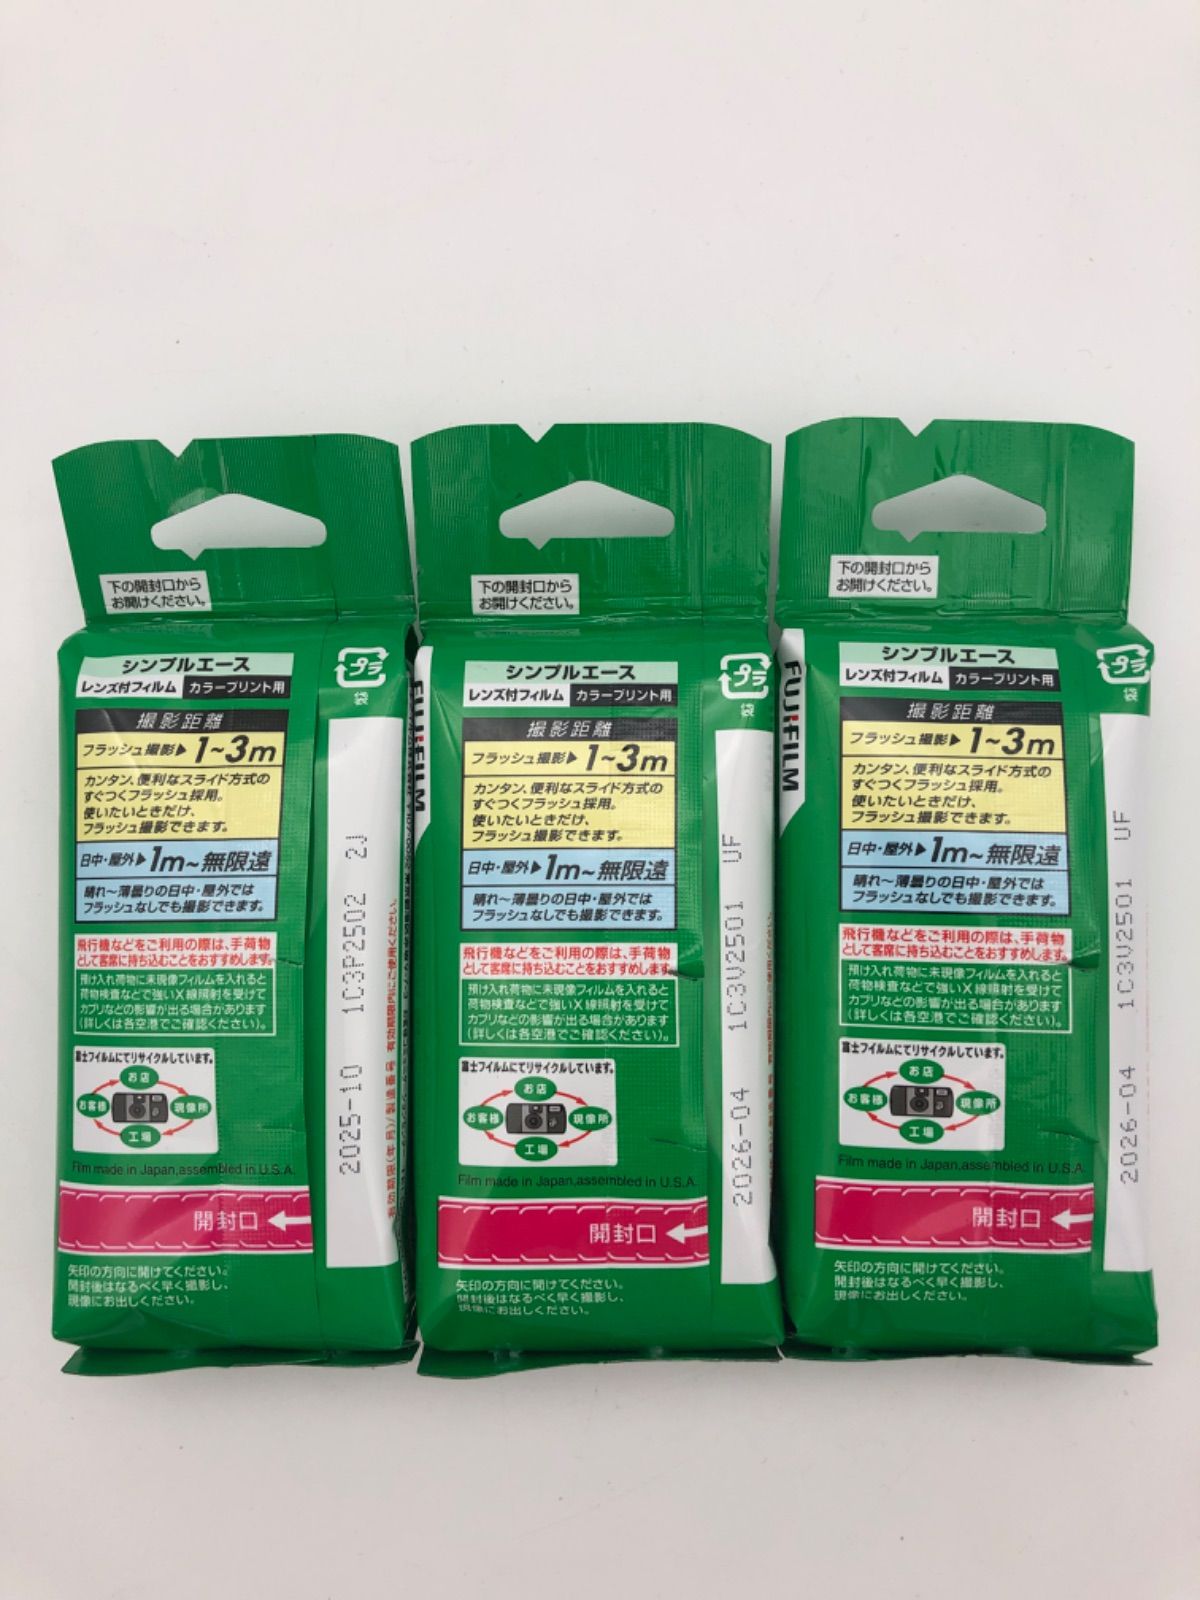 下の開封口から
お開けください。
シンプルエース
レンズ付フィルム カラープリント用
プラ
撮影距離
フラッシュ撮影▶1~3m
カンタン、便利なスライド方式の
すぐつくフラッシュ採用。
使いたいときだけ、
フラッシュ撮影できます。
日中・屋外▶1m~無限遠
晴れ~薄曇りの日中・屋外では
フラッシュなしでも撮影できます。
飛行機などをご利用の際は、手荷物
として客席に持ち込むことをおすすめします。
預け入れ荷物に未現像フィルムを入れると
荷物検査などで強いX線照射を受けて
カブリなどの影響が出る場合があります
(詳しくは各空港でご確認ください)。
富士フイルムにてリサイクルしています。
お店
お客様
現像所
工場
Film made in Japan,assembled in U.S.A.
開封口
矢印の方向に開けてください。
開封後はなるべく早く撮影し、
現像にお出しください。
2025-10 1C3P2502 2J
FUJIFILM
下の開封口から
お開けください。
シンプルエース
レンズ付フィルム カラープリント用
プラ
撮影距離
フラッシュ撮影▶1~3m
カンタン、便利なスライド方式の
すぐつくフラッシュ採用。
使いたいときだけ、
フラッシュ撮影できます。
日中・屋外▶1m~無限遠
晴れ~薄曇りの日中・屋外では
フラッシュなしでも撮影できます。
飛行機などをご利用の際は、手荷物
として客席に持ち込むことをおすすめします。
預け入れ荷物に未現像フィルムを入れると
荷物検査などで強いX線照射を受けて
カブリなどの影響が出る場合があります
(詳しくは各空港でご確認ください)。
富士フイルムにてリサイクルしています。
お店
お客様
現像所
工場
Film made in Japan,assembled in U.S.A.
開封口
矢印の方向に開けてください。
開封後はなるべく早く撮影し、
現像にお出しください。
2026-04 1C3V2501 UF
FUJIFILM
下の開封口から
お開けください。
シンプルエース
レンズ付フィルム カラープリント用
プラ
撮影距離
フラッシュ撮影▶1~3m
カンタン、便利なスライド方式の
すぐつくフラッシュ採用。
使いたいときだけ、
フラッシュ撮影できます。
日中・屋外▶1m~無限遠
晴れ~薄曇りの日中・屋外では
フラッシュなしでも撮影できます。
飛行機などをご利用の際は、手荷物
として客席に持ち込むことをおすすめします。
預け入れ荷物に未現像フィルムを入れると
荷物検査などで強いX線照射を受けて
カブリなどの影響が出る場合があります
(詳しくは各空港でご確認ください)。
富士フイルムにてリサイクルしています。
お店
お客様
現像所
工場
Film made in Japan,assembled in U.S.A.
開封口
矢印の方向に開けてください。
開封後はなるべく早く撮影し、
現像にお出しください。
2026-04 1C3V2501 UF